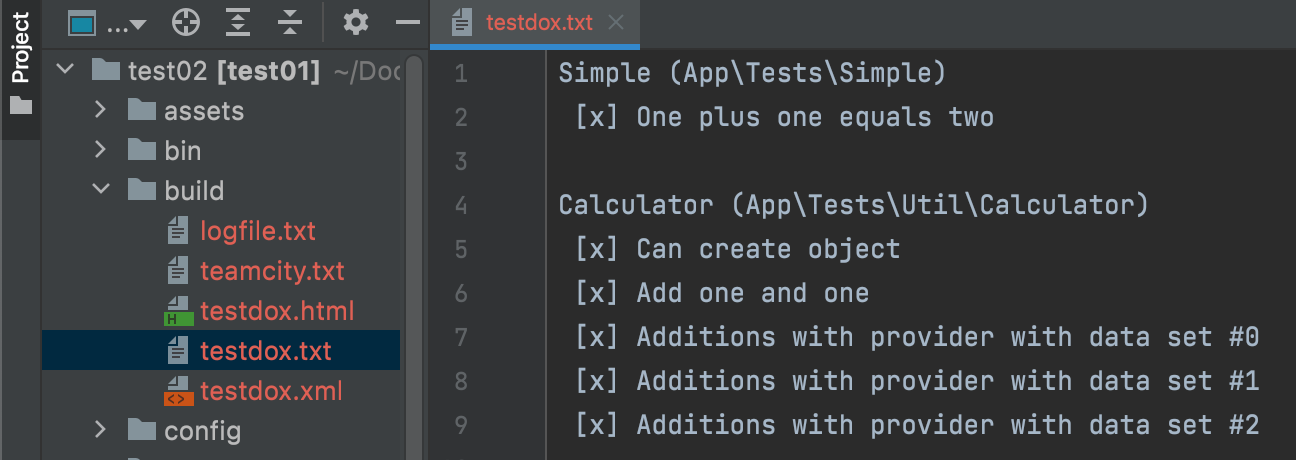 Project
...
test02 [test01] ~/Doc
assets
bin
build
logfile.txt
teamcity.txt
testdox.html
H
testdox.txt
testdox.xml
<>
config
testdox.txt
1 Simple (App\Tests\Simple)
2 [x] One plus one equals two
3
4 Calculator (App\Tests\Util\Calculator)
5 [x] Can create object
6 [x] Add one and one
7 [x] Additions with provider with data set #0
8 [x] Additions with provider with data set #1
9 [x] Additions with provider with data set #2